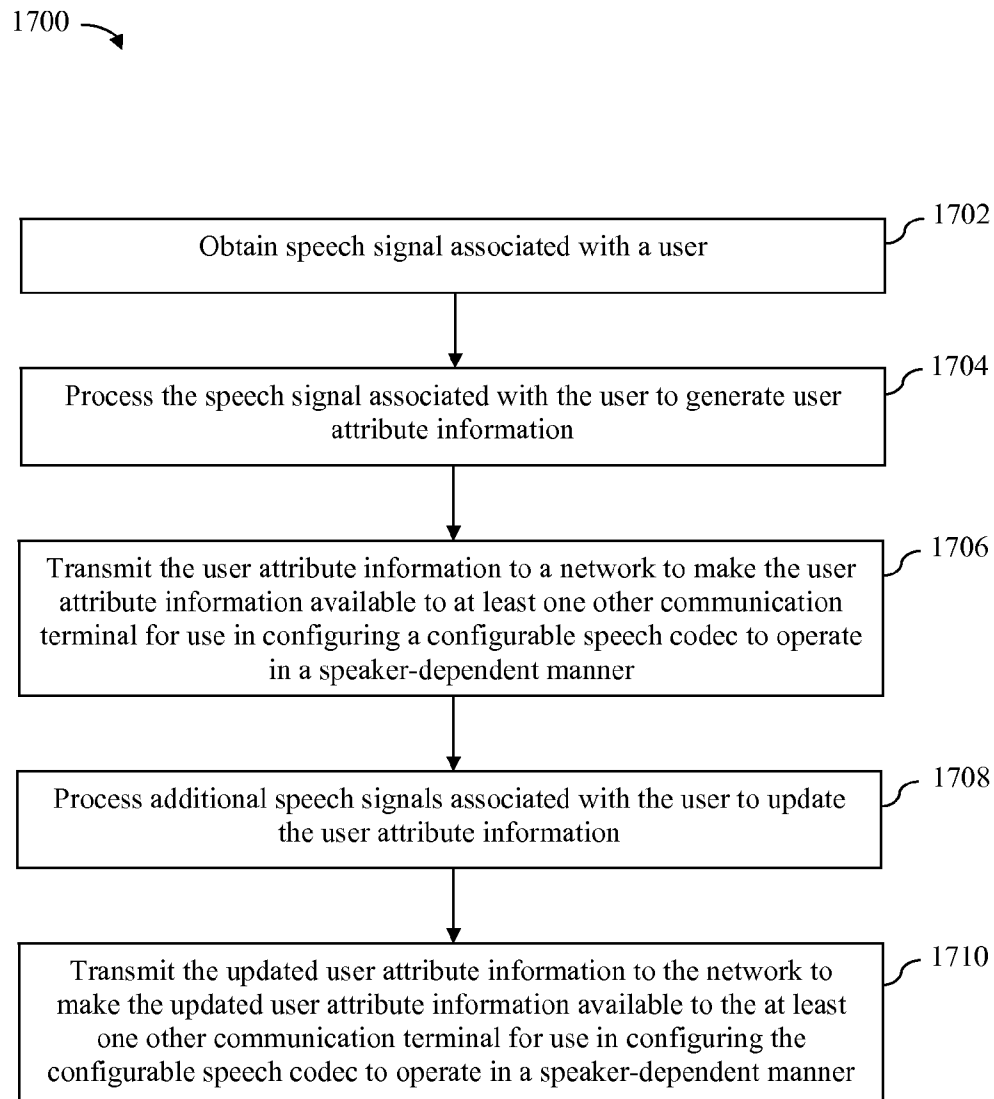 1700
1702
Obtain speech signal associated with a user
1704
Process the speech signal associated with the user to generate user
attribute information
1706
Transmit the user attribute information to a network to make the user
attribute information available to at least one other communication
terminal for use in configuring a configurable speech codec to operate
in a speaker-dependent manner
1708
Process additional speech signals associated with the user to update
the user attribute information
1710
Transmit the updated user attribute information to the network to
make the updated user attribute information available to the at least
one other communication terminal for use in configuring the
configurable speech codec to operate in a speaker-dependent manner